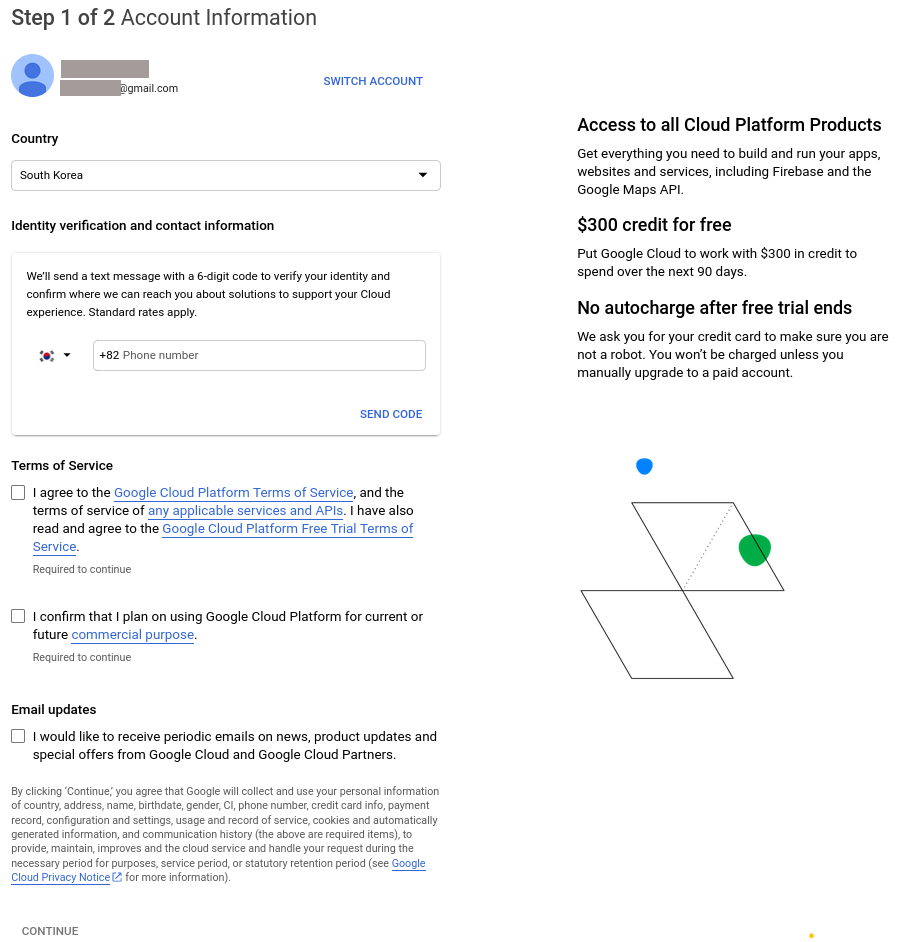 Step 1 of 2 Account Information
@gmail.com
SWITCH ACCOUNT
Country
South Korea
Identity verification and contact information
We'll send a text message with a 6-digit code to verify your identity and
confirm where we can reach you about solutions to support your Cloud
experience. Standard rates apply.
+82 Phone number
SEND CODE
Terms of Service
I agree to the Google Cloud Platform Terms of Service, and the
terms of service of any applicable services and APIs. I have also
read and agree to the Google Cloud Platform Free Trial Terms of
Service.
Required to continue
I confirm that I plan on using Google Cloud Platform for current or
future commercial purpose.
Required to continue
Email updates
I would like to receive periodic emails on news, product updates and
special offers from Google Cloud and Google Cloud Partners.
By clicking ‘Continue,’ you agree that Google will collect and use your personal information
of country, address, name, birthdate, gender, CI, phone number, credit card info, payment
record, configuration and settings, usage and record of service, cookies and automatically
generated information, and communication history (the above are required items), to
provide, maintain, improves and the cloud service and handle your request during the
necessary period for purposes, service period, or statutory retention period (see Google
Cloud Privacy Notice for more information).
CONTINUE
Access to all Cloud Platform Products
Get everything you need to build and run your apps,
websites and services, including Firebase and the
Google Maps API.
$300 credit for free
Put Google Cloud to work with $300 in credit to
spend over the next 90 days.
No autocharge after free trial ends
We ask you for your credit card to make sure you are
not a robot. You won't be charged unless you
manually upgrade to a paid account.